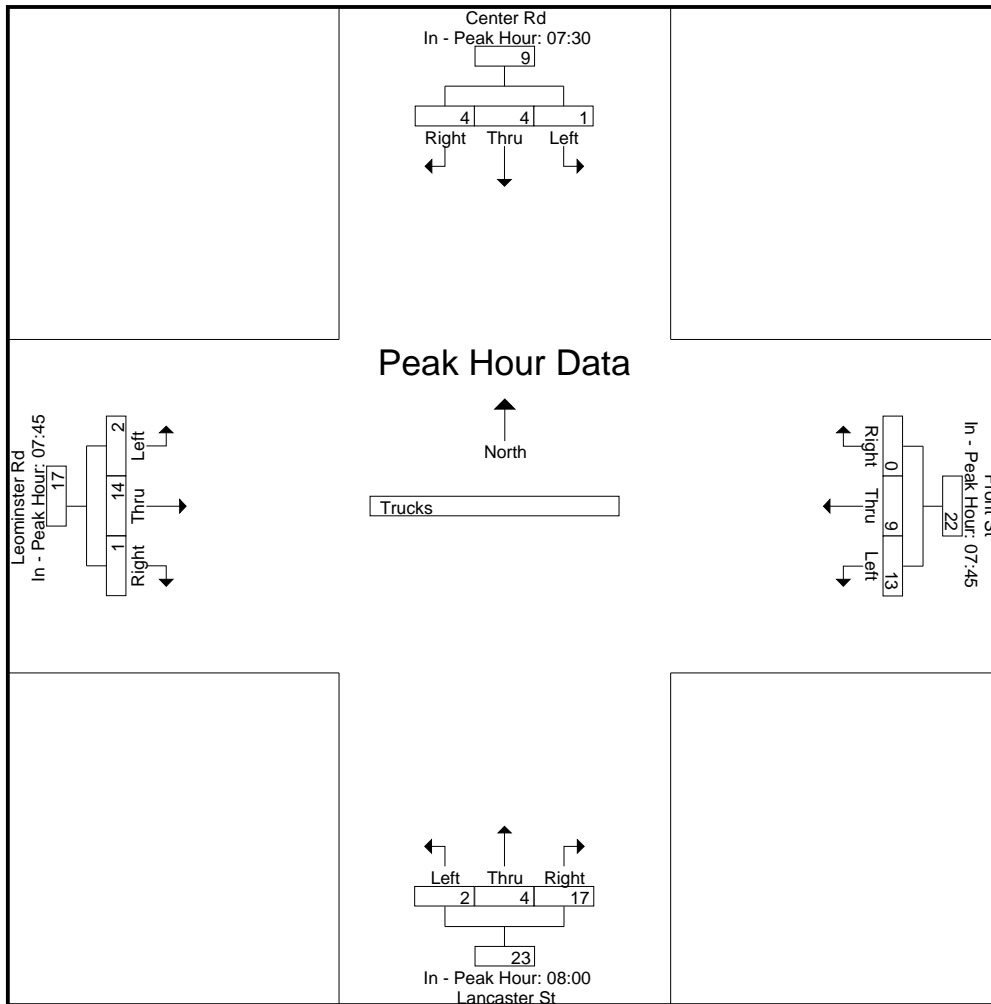 Center Rd
In - Peak Hour: 07:30
9
4 4 1
Right Thru Left
Peak Hour Data
North
Trucks
Leominster Rd
In - Peak Hour: 07:45
17
2 14 1
Left Thru Right
Front St
In - Peak Hour: 07:45
22
0 9 13
Right Thru Left
Left Thru Right
2 4 17
23
In - Peak Hour: 08:00
Lancaster St